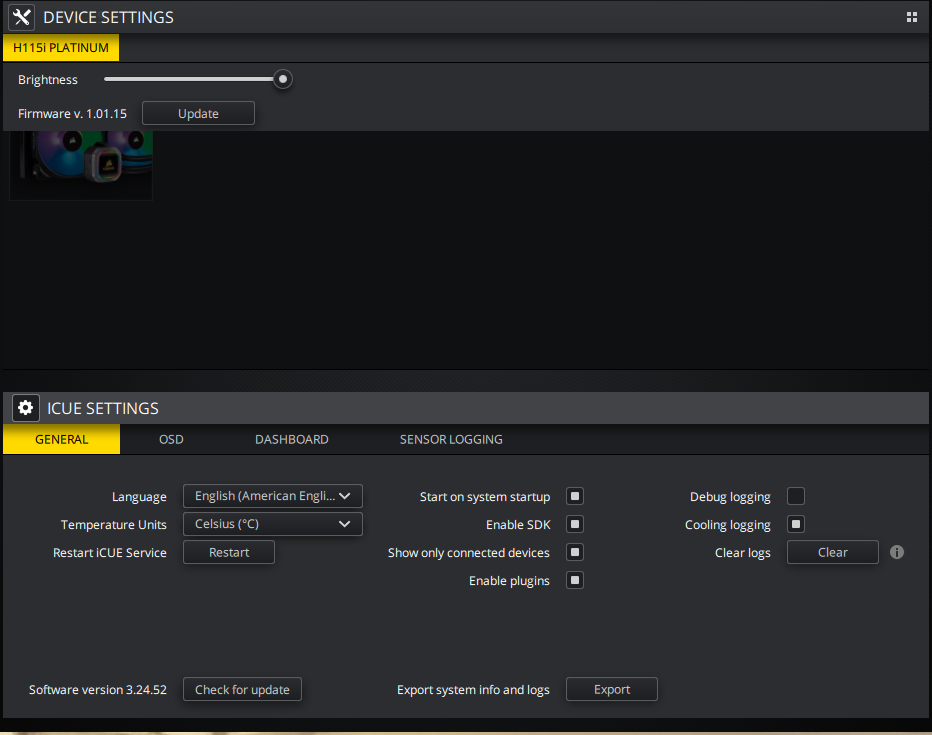 DEVICE SETTINGS
H115i PLATINUM
Brightness
Firmware v. 1.01.15 Update
ICUE SETTINGS
GENERAL OSD DASHBOARD SENSOR LOGGING
Language English (American Engli... Start on system startup Debug logging
Temperature Units Celsius (°C) Enable SDK Cooling logging
Restart iCUE Service Restart Show only connected devices Clear logs Clear
Enable plugins
Software version 3.24.52 Check for update Export system info and logs Export